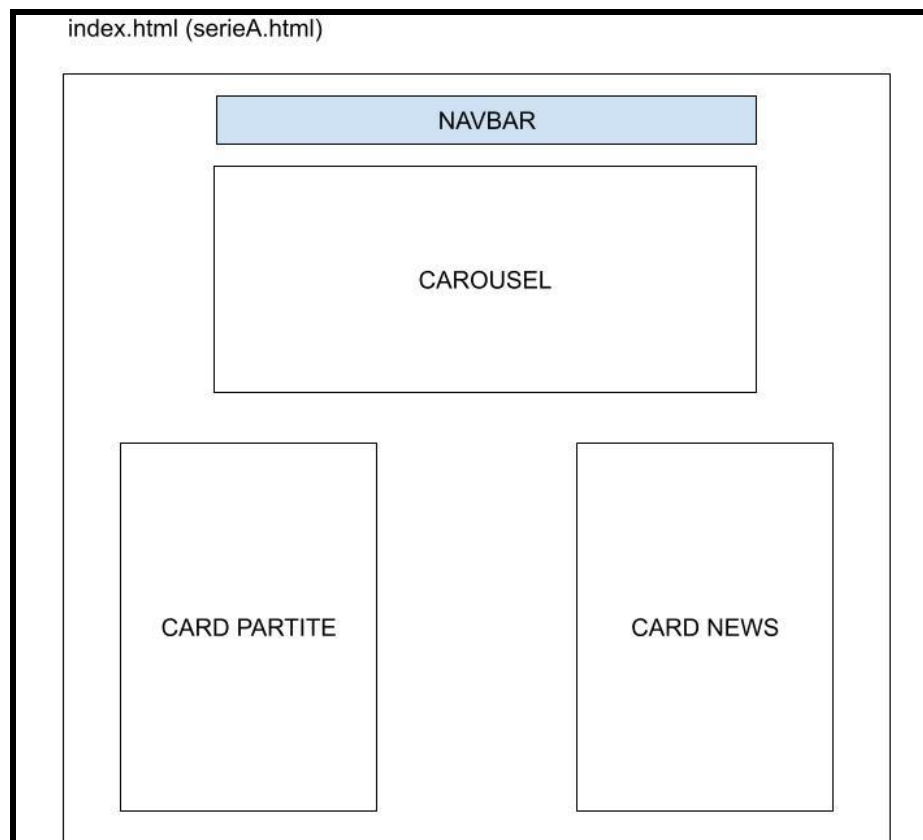 index.html (serieA.html)
NAVBAR
CAROUSEL
CARD PARTITE
CARD NEWS